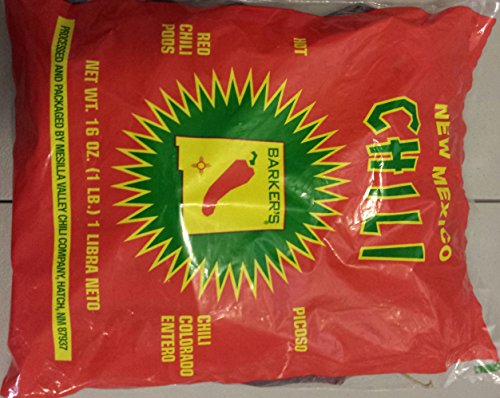 NEW MEXICO
CHILI
HOT
PICOSO
BARKER'S
RED
CHILI
PODS
CHILI
COLORADO
ENTERO
NET WT. 16 OZ. (1 LB.) 1 LIBRA NETO
PROCESSED AND PACKAGED BY MESILLA VALLEY CHILI COMPANY, HATCH, NM 87937